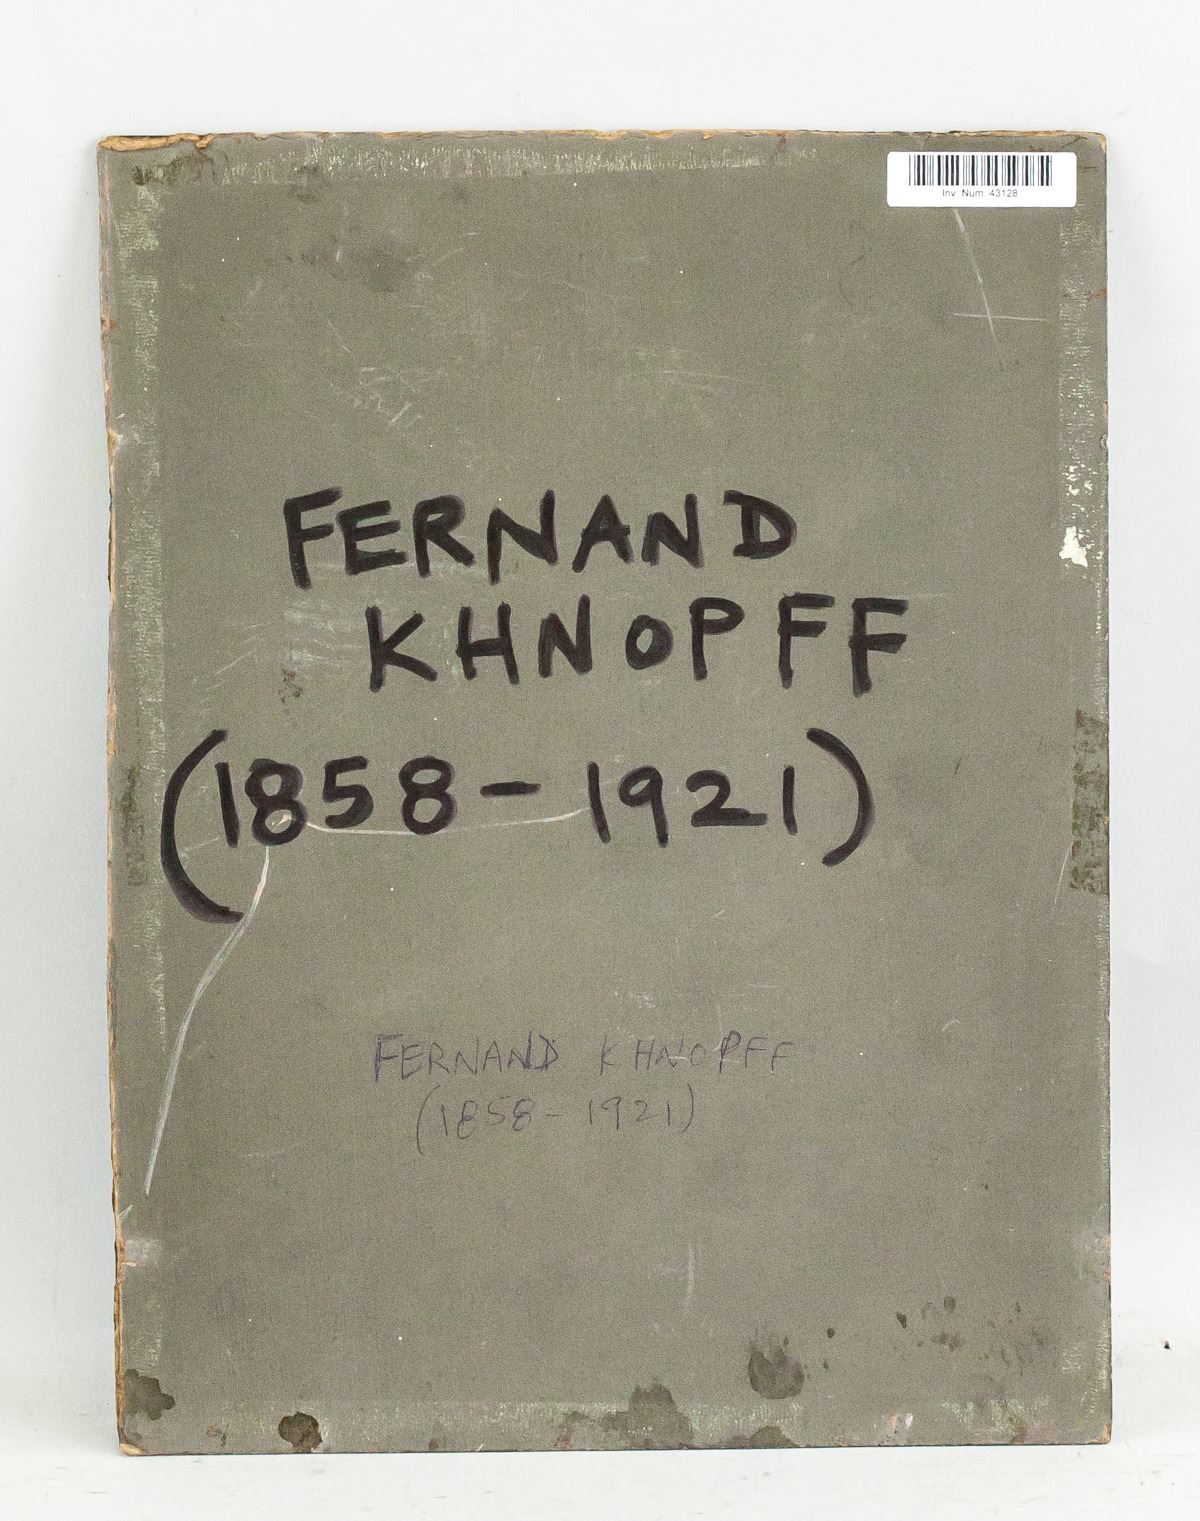 Inv Num 43128
FERNAND
KHNOPFF
(1858-1921)
FERNAND KHNOPFF
(1858-1921)